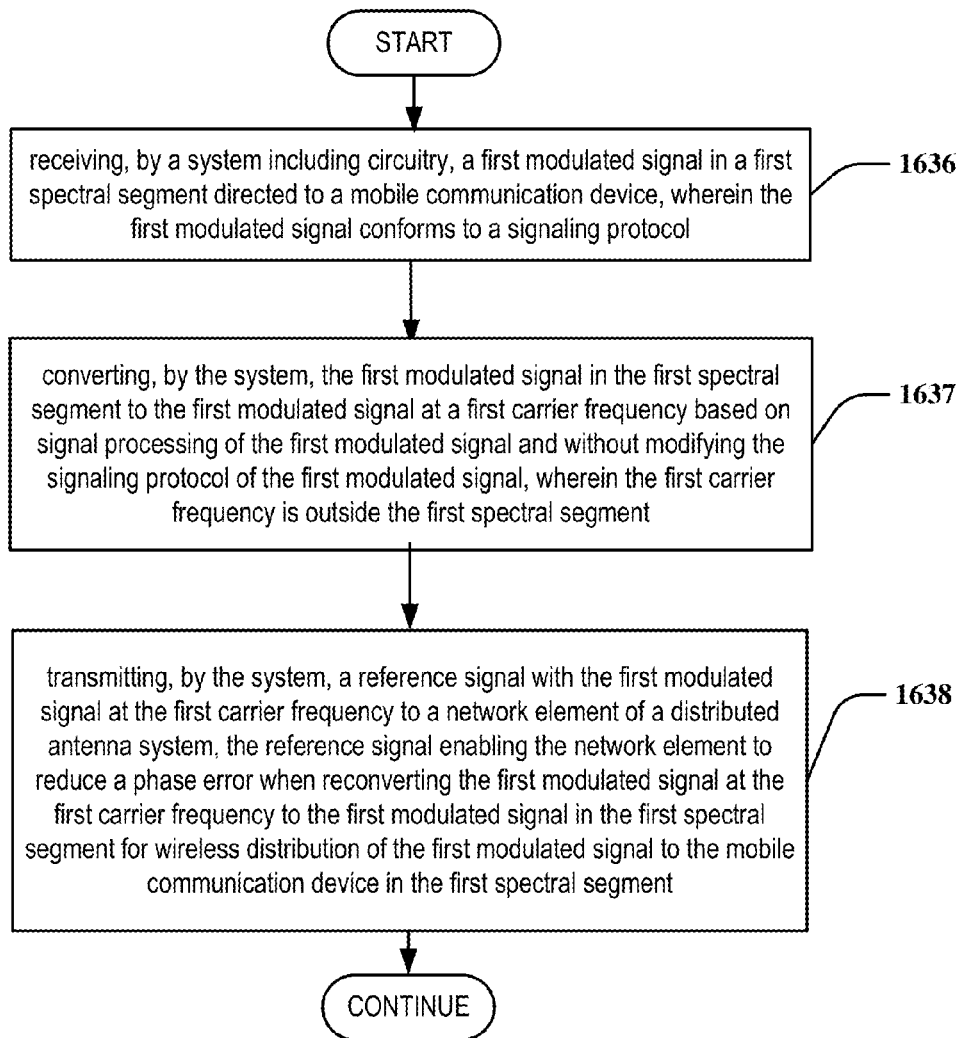 START
receiving, by a system including circuitry, a first modulated signal in a first
spectral segment directed to a mobile communication device, wherein the
first modulated signal conforms to a signaling protocol
1636
converting, by the system, the first modulated signal in the first spectral
segment to the first modulated signal at a first carrier frequency based on
signal processing of the first modulated signal and without modifying the
signaling protocol of the first modulated signal, wherein the first carrier
frequency is outside the first spectral segment
1637
transmitting, by the system, a reference signal with the first modulated
signal at the first carrier frequency to a network element of a distributed
antenna system, the reference signal enabling the network element to
reduce a phase error when reconverting the first modulated signal at the
first carrier frequency to the first modulated signal in the first spectral
segment for wireless distribution of the first modulated signal to the mobile
communication device in the first spectral segment
1638
CONTINUE